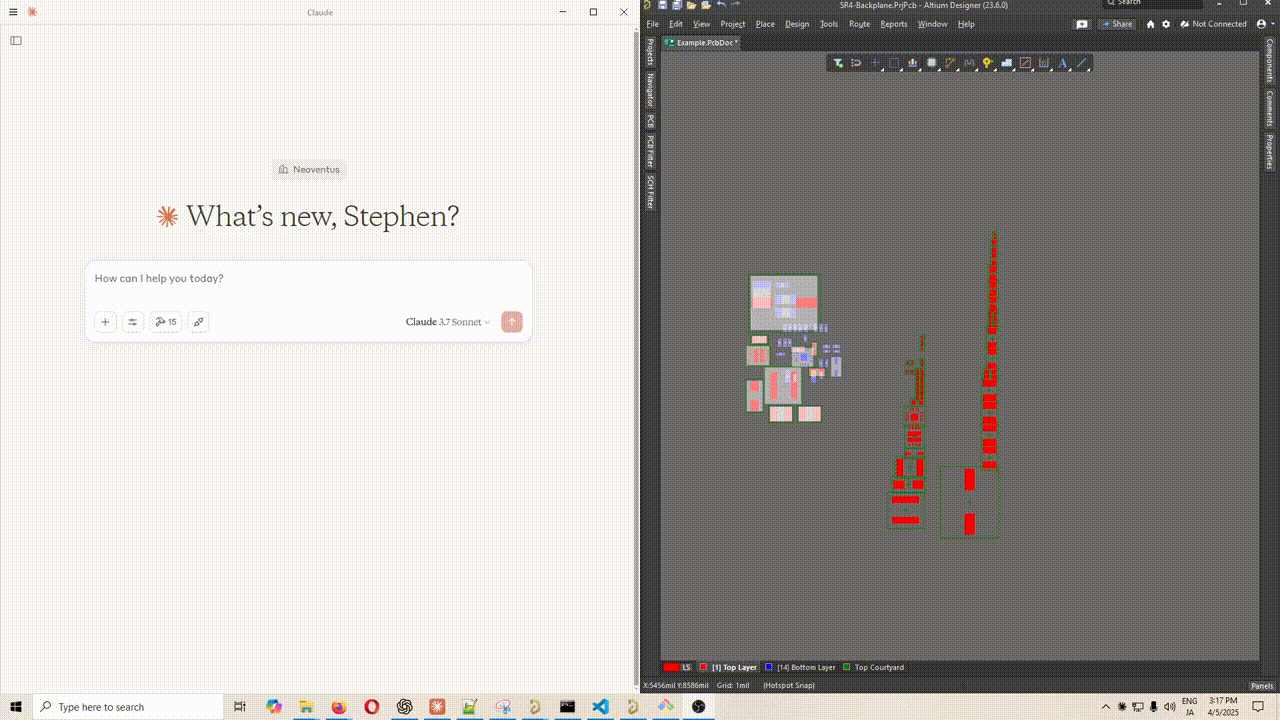 Claude
Neoventus
What's new, Stephen?
How can I help you today?
15
Claude 3.7 Sonnet
SR4-Backplane.PrjPcb - Altium Designer (23.6.0)
Search
File Edit View Project Place Design Tools Route Reports Window Help
Share
Not Connected
Example.PcbDoc *
Projects
Navigator
PCB
PCB Filter
SCH Filter
Components
Comments
Properties
LS
[1] Top Layer
[14] Bottom Layer
Top Courtyard
X:5456mil Y:8586mil Grid: 1mil (Hotspot Snap)
Panels
Type here to search
ENG
JA
3:17 PM
4/5/2025